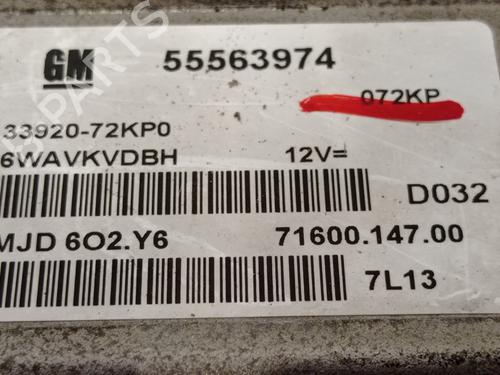 GM 55563974
072KP
33920-72KP0
6WAVKVDBH 12V=
D032
MJD 6O2.Y6 71600.147.00
7L13